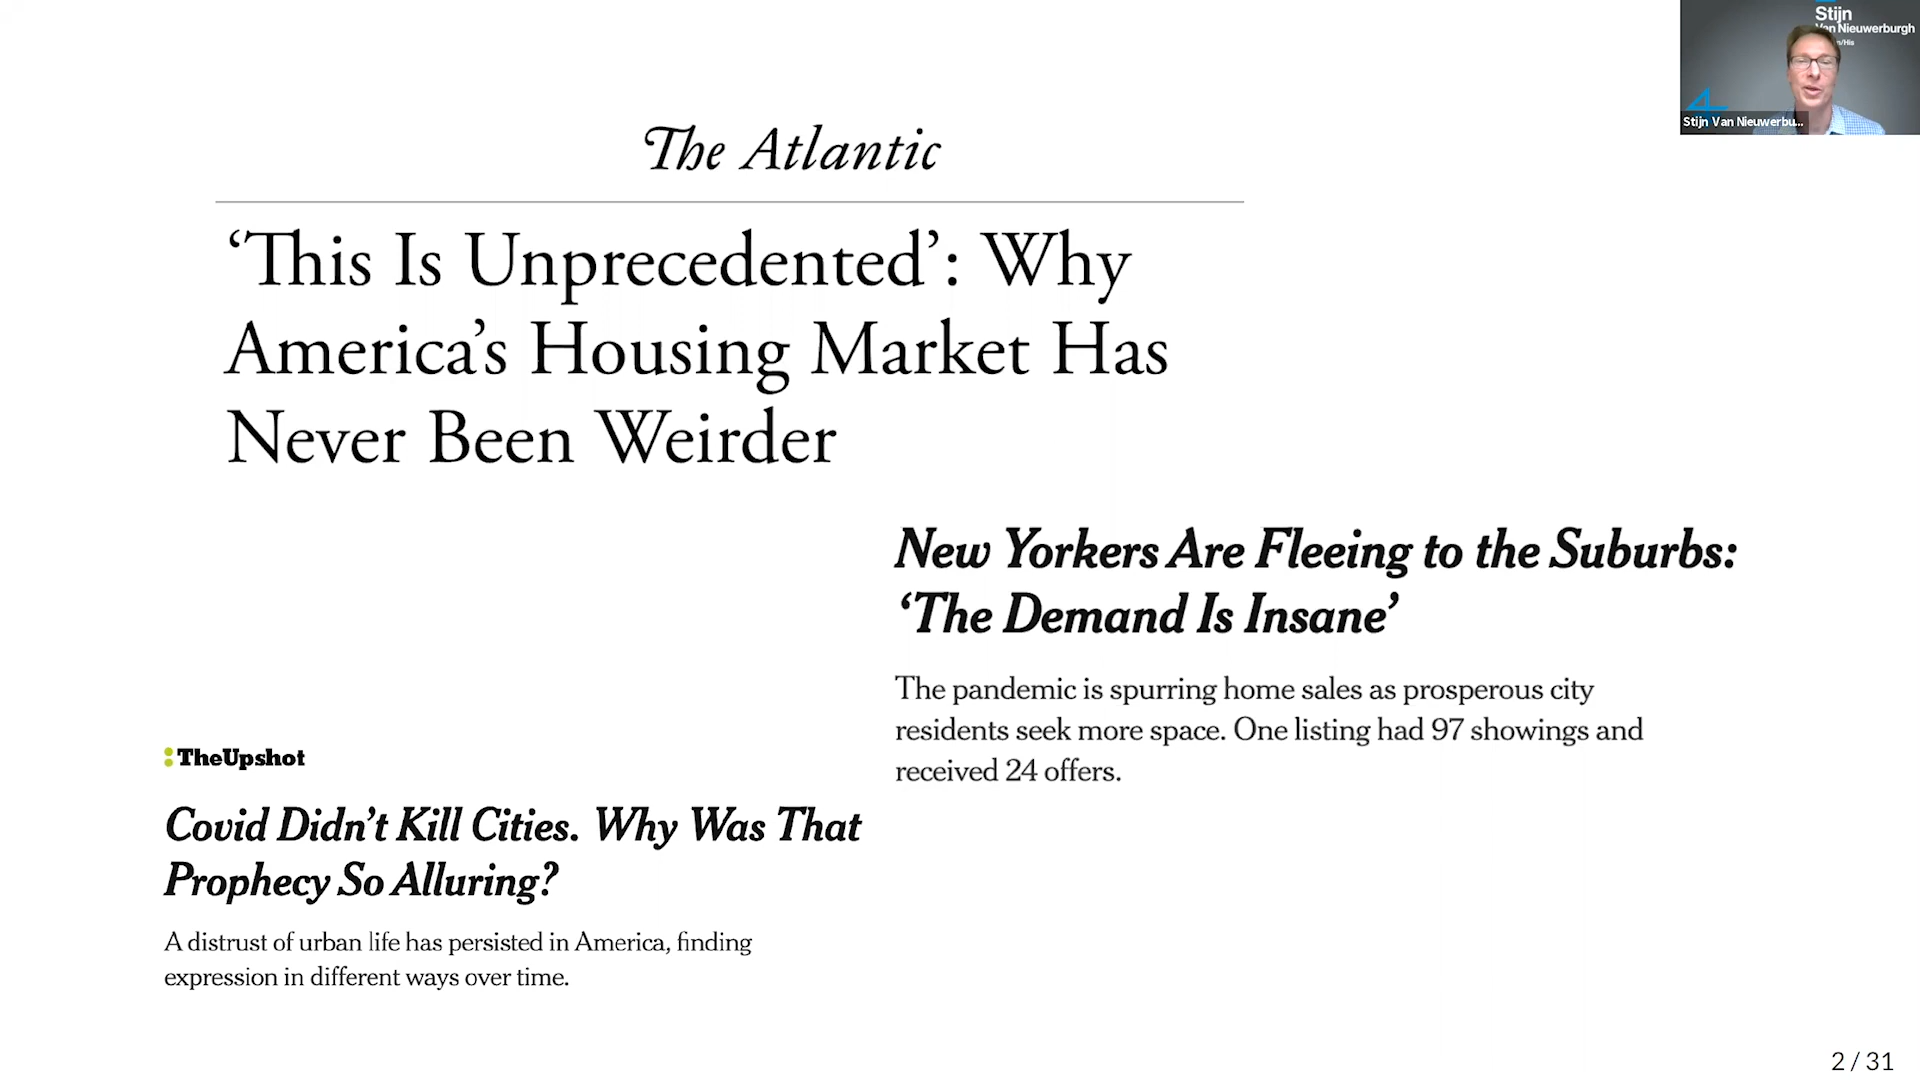 The Atlantic
‘This Is Unprecedented’: Why
America’s Housing Market Has
Never Been Weirder
New Yorkers Are Fleeing to the Suburbs:
‘The Demand Is Insane’
The pandemic is spurring home sales as prosperous city
residents seek more space. One listing had 97 showings and
received 24 offers.
TheUpshot
Covid Didn’t Kill Cities. Why Was That
Prophecy So Alluring?
A distrust of urban life has persisted in America, finding
expression in different ways over time.
Stijn
Van Nieuwerburgh
/His
Stijn Van Nieuwerbu...
2 / 31